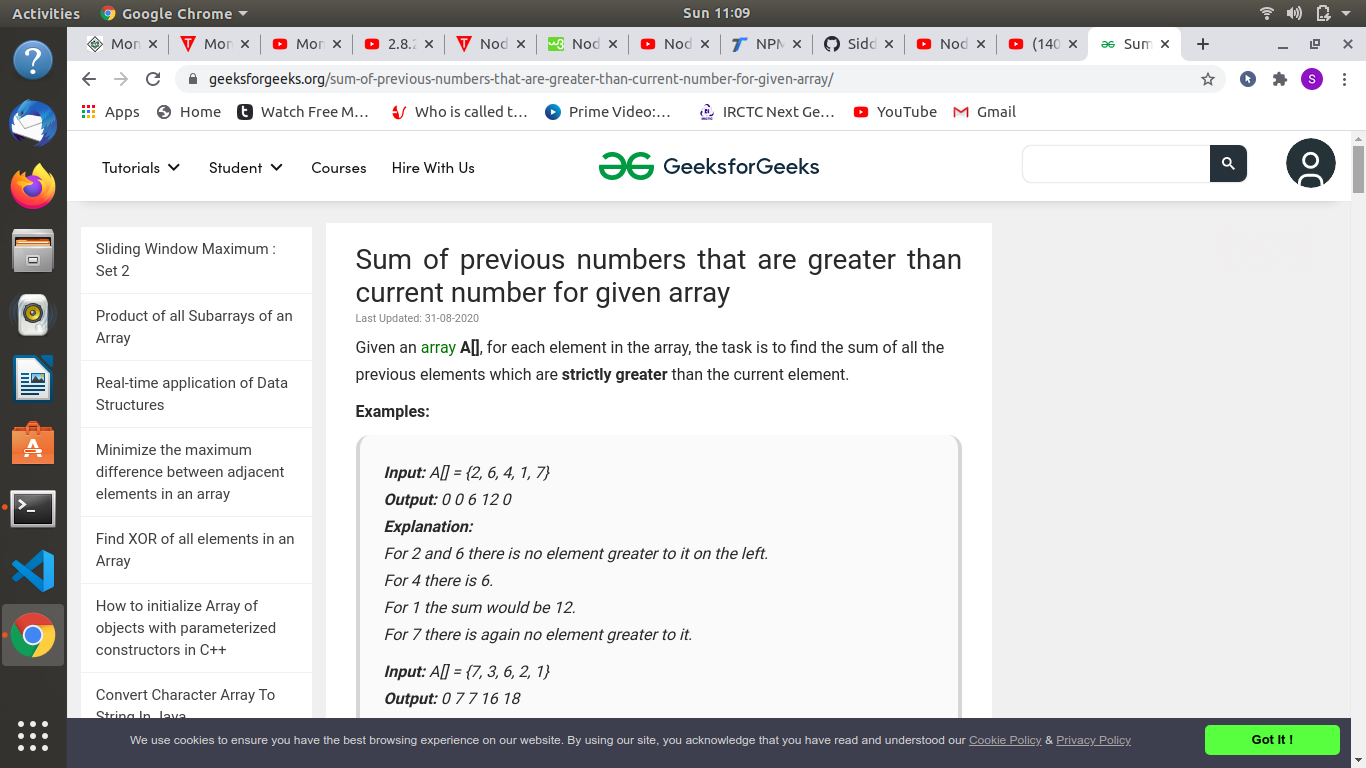 Activities Google Chrome Sun 11:09
Mon Mon Mon 2.8.2 Nod Nod Nod NPM Sidd Nod (140 Sum
geeksforgeeks.org/sum-of-previous-numbers-that-are-greater-than-current-number-for-given-array/ S
Apps Home Watch Free M… Who is called t… Prime Video:… IRCTC Next Ge… YouTube Gmail
Tutorials Student Courses Hire With Us GeeksforGeeks
Sliding Window Maximum :
Set 2
Product of all Subarrays of an
Array
Real-time application of Data
Structures
Minimize the maximum
difference between adjacent
elements in an array
Find XOR of all elements in an
Array
How to initialize Array of
objects with parameterized
constructors in C++
Convert Character Array To
String In Java
Sum of previous numbers that are greater than
current number for given array
Last Updated: 31-08-2020
Given an array A[], for each element in the array, the task is to find the sum of all the
previous elements which are strictly greater than the current element.
Examples:
Input: A[] = {2, 6, 4, 1, 7}
Output: 0 0 6 12 0
Explanation:
For 2 and 6 there is no element greater to it on the left.
For 4 there is 6.
For 1 the sum would be 12.
For 7 there is again no element greater to it.
Input: A[] = {7, 3, 6, 2, 1}
Output: 0 7 7 16 18
We use cookies to ensure you have the best browsing experience on our website. By using our site, you acknowledge that you have read and understood our Cookie Policy & Privacy Policy
Got It !